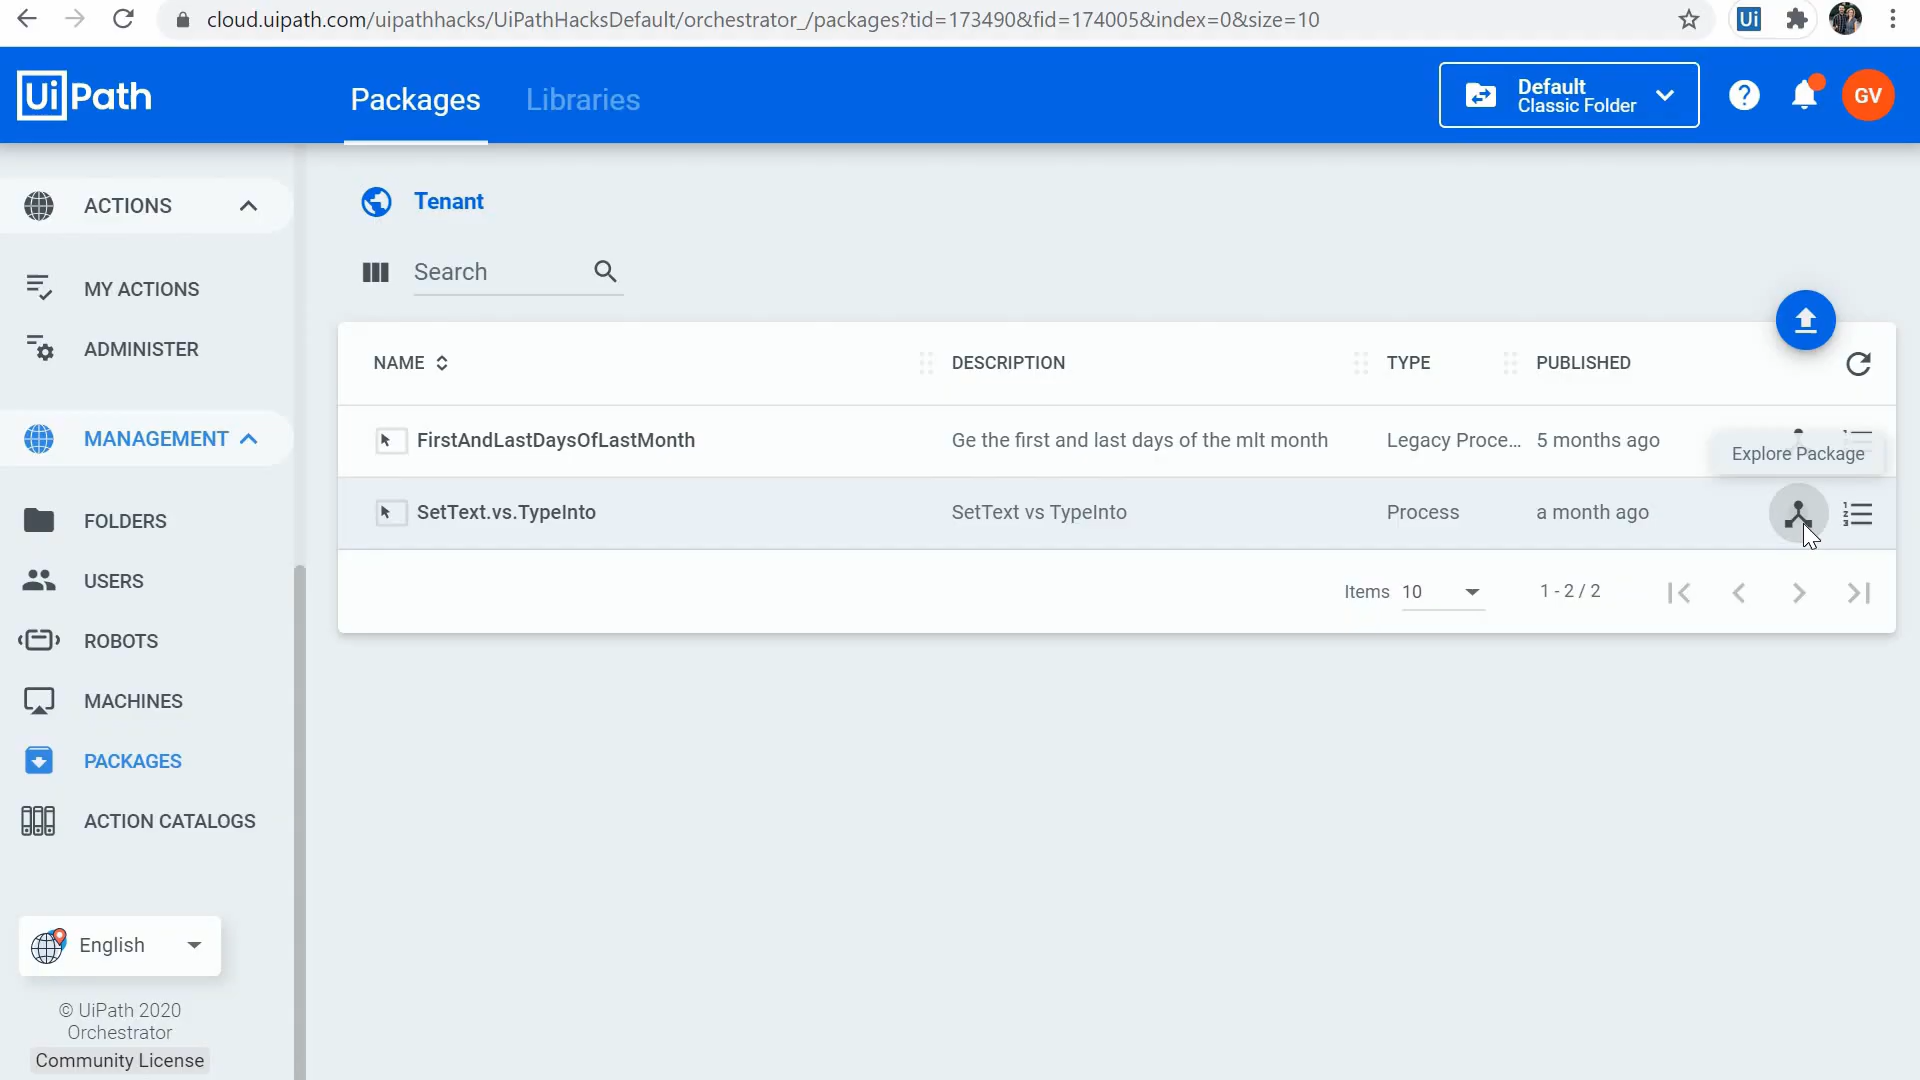 cloud.uipath.com/uipathhacks/UiPathHacksDefault/orchestrator_/packages?tid=173490&fid=174005&index=0&size=10
Ui
UiPath
Packages
Libraries
Default
Classic Folder
?
GV
ACTIONS
MY ACTIONS
ADMINISTER
MANAGEMENT
FOLDERS
USERS
ROBOTS
MACHINES
PACKAGES
ACTION CATALOGS
English
© UiPath 2020
Orchestrator
Community License
Tenant
Search
NAME DESCRIPTION TYPE PUBLISHED
FirstAndLastDaysOfLastMonth Ge the first and last days of the mlt month Legacy Proce... 5 months ago
Explore Package
SetText.vs.TypeInto SetText vs TypeInto Process a month ago
Items 10 1 - 2 / 2